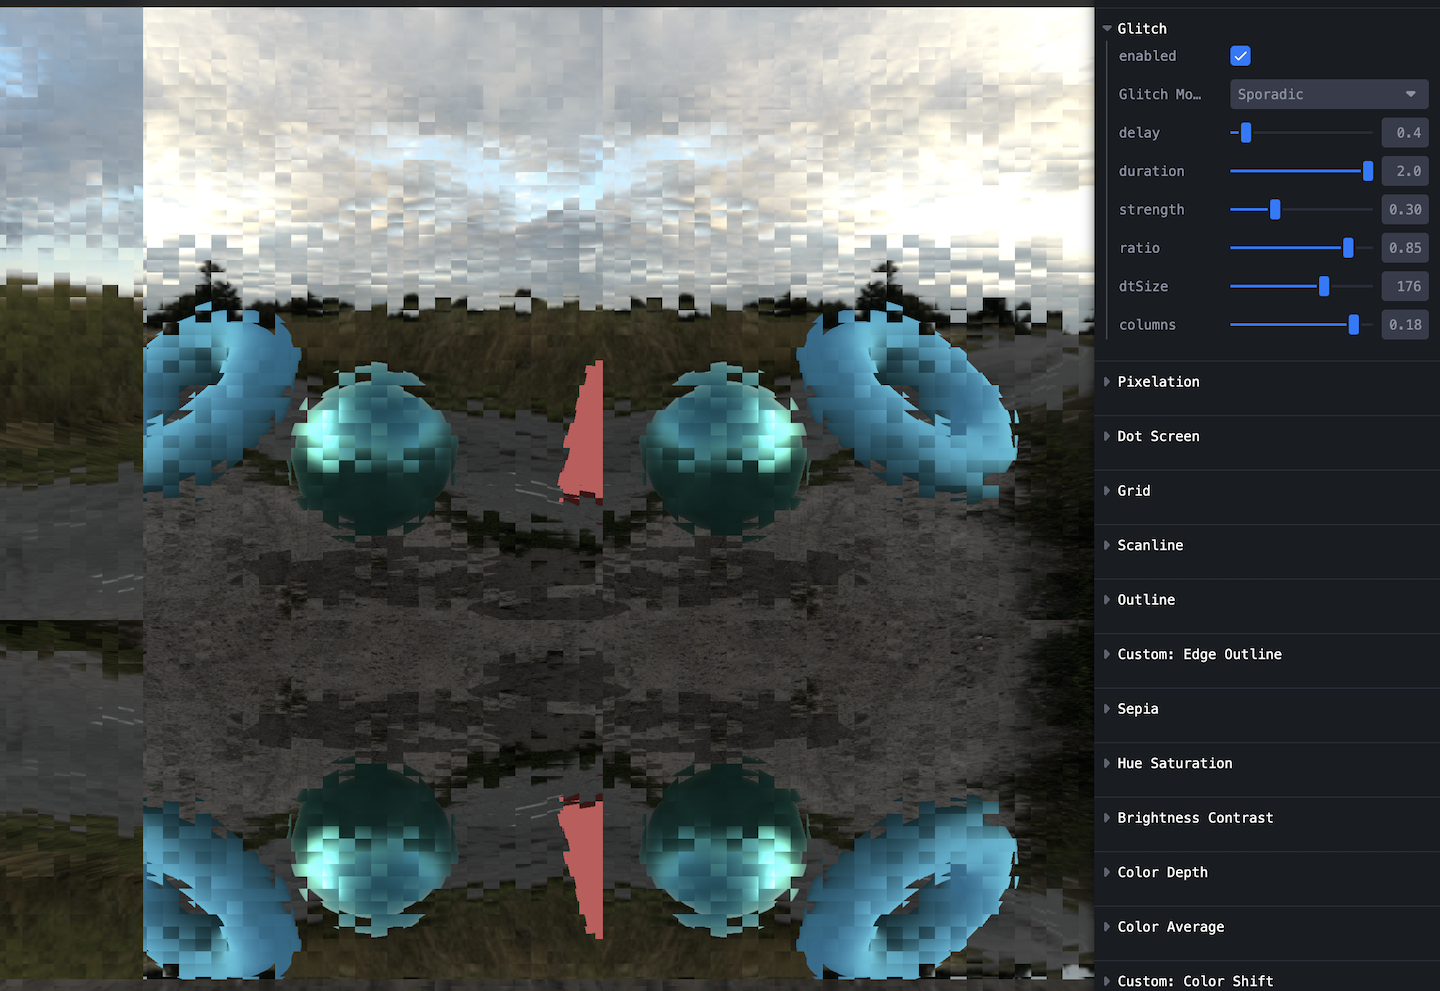 Glitch
enabled
Glitch Mo… Sporadic
delay 0.4
duration 2.0
strength 0.30
ratio 0.85
dtSize 176
columns 0.18
Pixelation
Dot Screen
Grid
Scanline
Outline
Custom: Edge Outline
Sepia
Hue Saturation
Brightness Contrast
Color Depth
Color Average
Custom: Color Shift